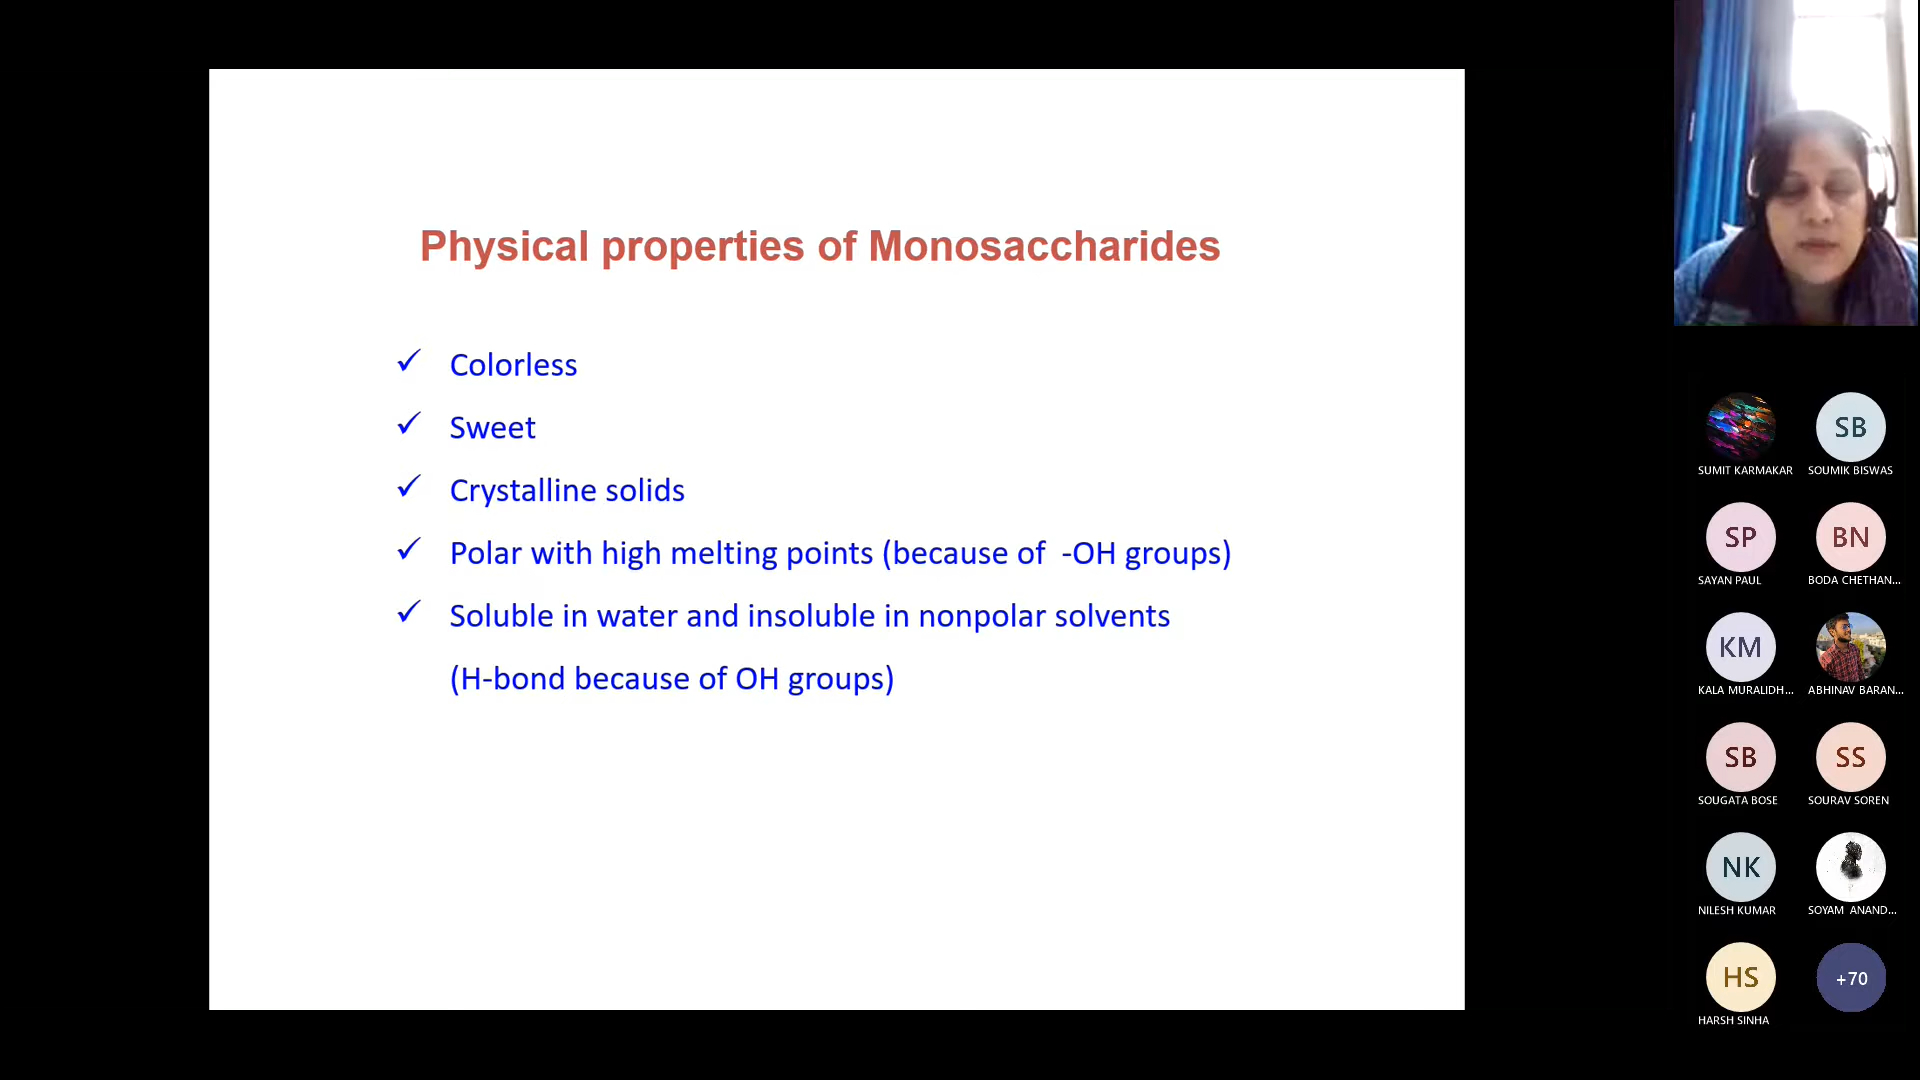 Physical properties of Monosaccharides
✓ Colorless
✓ Sweet
✓ Crystalline solids
✓ Polar with high melting points (because of -OH groups)
✓ Soluble in water and insoluble in nonpolar solvents
(H-bond because of OH groups)
SB
SUMIT KARMAKAR
SOUMIK BISWAS
SP
BN
SAYAN PAUL
BODA CHETHAN...
KM
KALA MURALIDH...
ABHINAV BARAN...
SB
SS
SOUGATA BOSE
SOURAV SOREN
NK
NILESH KUMAR
SOYAM ANAND...
HS
+70
HARSH SINHA